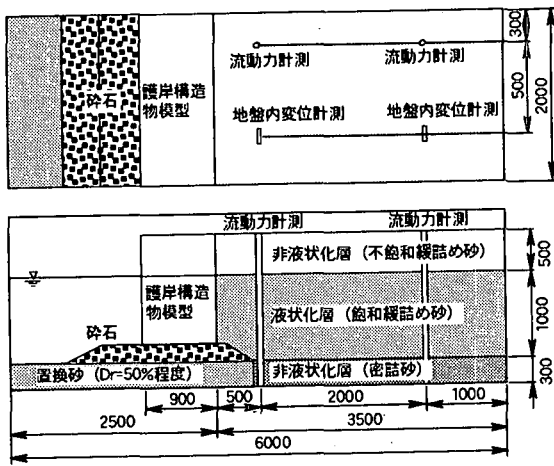 300
流動力計測
流動力計測
護岸構造
物模型
砕石
500
2000
地盤内変位計測
地盤内変位計測
流動力計測
流動力計測
非液状化層（不飽和緩詰め砂）
500
護岸構造物
模型
液状化層（飽和緩詰め砂）
1000
砕石
置換砂（Dr=50%程度）
非液状化層（密詰砂）
300
900
500
2000
1000
2500
3500
6000